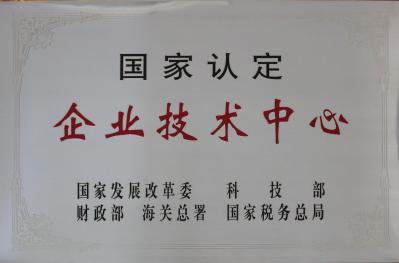 国家认定
企业技术中心
国家发展改革委 科技部
财政部 海关总署 国家税务总局